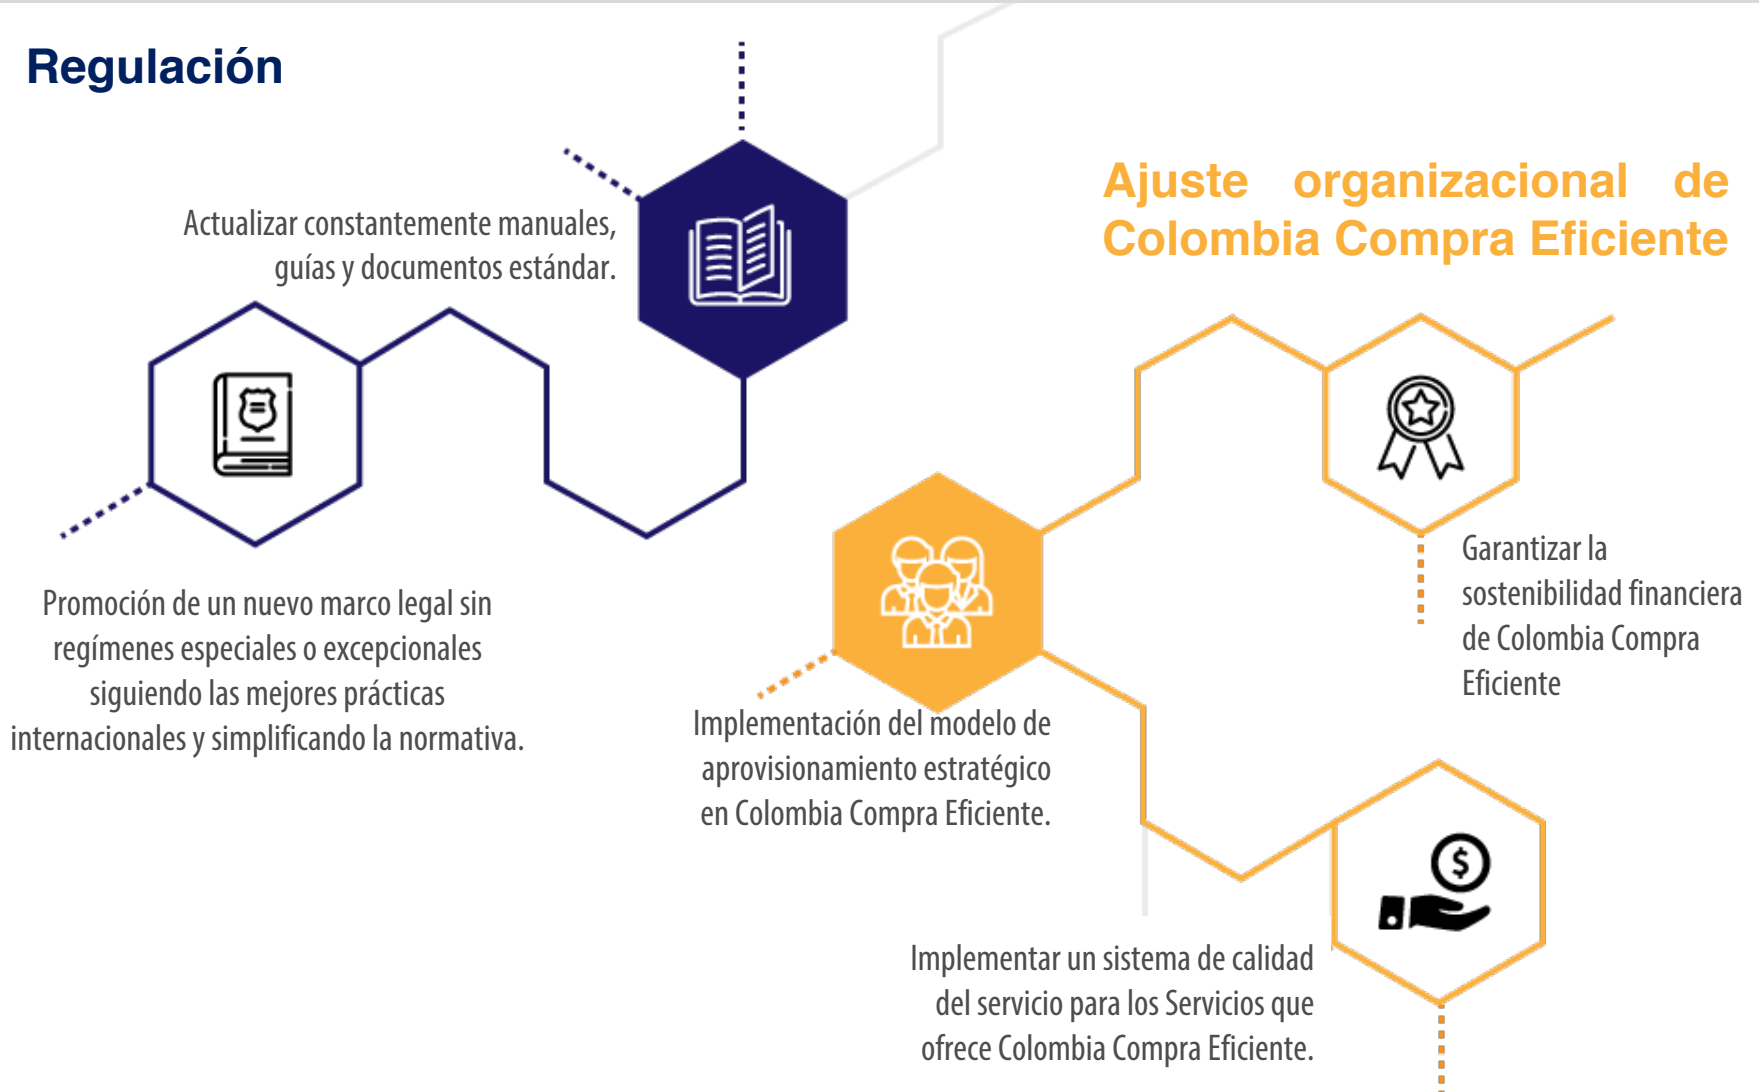 Regulación
Actualizar constantemente manuales,
guías y documentos estándar.
Promoción de un nuevo marco legal sin
regímenes especiales o excepcionales
siguiendo las mejores prácticas
internacionales y simplificando la normativa.
Ajuste organizacional de
Colombia Compra Eficiente
Garantizar la
sostenibilidad financiera
de Colombia Compra
Eficiente
Implementación del modelo de
aprovisionamiento estratégico
en Colombia Compra Eficiente.
$
Implementar un sistema de calidad
del servicio para los Servicios que
ofrece Colombia Compra Eficiente.